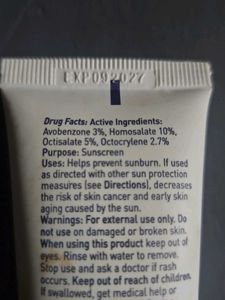 EXP092027
Drug Facts: Active Ingredients:
Avobenzone 3%, Homosalate 10%,
Octisalate 5%, Octocrylene 2.7%
Purpose: Sunscreen
Uses: Helps prevent sunburn. If used
as directed with other sun protection
measures (see Directions), decreases
the risk of skin cancer and early skin
aging caused by the sun.
Warnings: For external use only. Do
not use on damaged or broken skin.
When using this product keep out of
eyes. Rinse with water to remove.
Stop use and ask a doctor if rash
occurs. Keep out of reach of children.
If swallowed, get medical help or